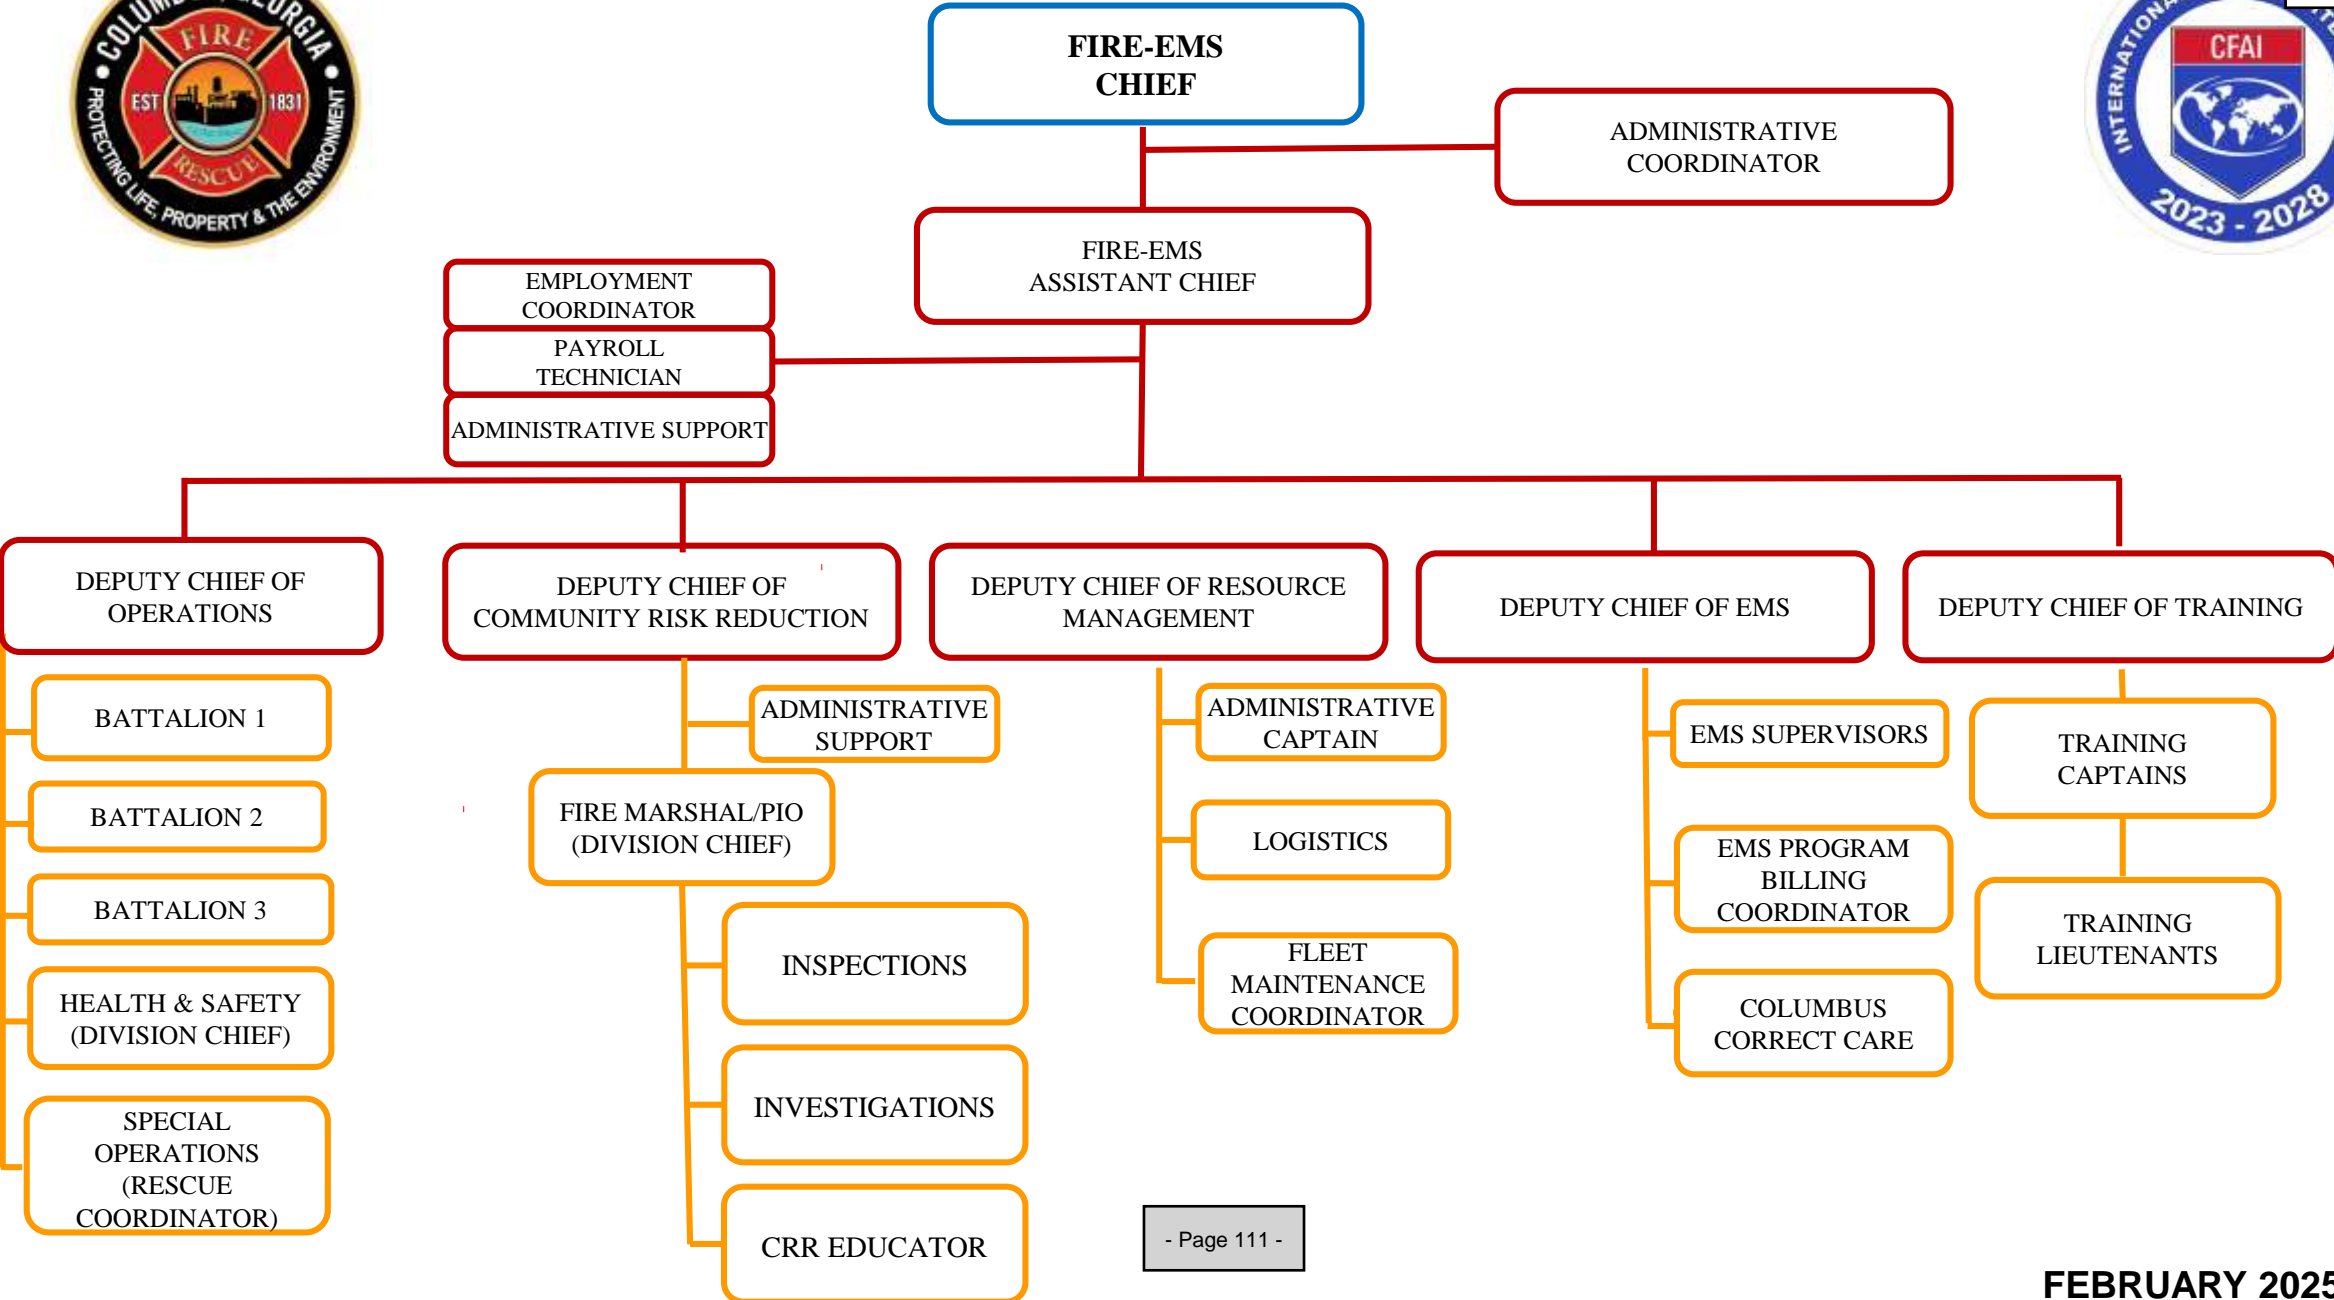 COLUMBUS, GEORGIA
FIRE
EST 1831
RESCUE
PROTECTING LIFE, PROPERTY & THE ENVIRONMENT
FIRE-EMS
CHIEF
CFAI
INTERNATIONAL
2023 - 2028
ADMINISTRATIVE
COORDINATOR
FIRE-EMS
ASSISTANT CHIEF
EMPLOYMENT
COORDINATOR
PAYROLL
TECHNICIAN
ADMINISTRATIVE SUPPORT
DEPUTY CHIEF OF
OPERATIONS
DEPUTY CHIEF OF
COMMUNITY RISK REDUCTION
DEPUTY CHIEF OF RESOURCE
MANAGEMENT
DEPUTY CHIEF OF EMS
DEPUTY CHIEF OF TRAINING
BATTALION 1
BATTALION 2
BATTALION 3
HEALTH & SAFETY
(DIVISION CHIEF)
SPECIAL
OPERATIONS
(RESCUE
COORDINATOR)
ADMINISTRATIVE
SUPPORT
FIRE MARSHAL/PIO
(DIVISION CHIEF)
INSPECTIONS
INVESTIGATIONS
CRR EDUCATOR
ADMINISTRATIVE
CAPTAIN
LOGISTICS
FLEET
MAINTENANCE
COORDINATOR
EMS SUPERVISORS
EMS PROGRAM
BILLING
COORDINATOR
COLUMBUS
CORRECT CARE
TRAINING
CAPTAINS
TRAINING
LIEUTENANTS
- Page 111 -
FEBRUARY 2025